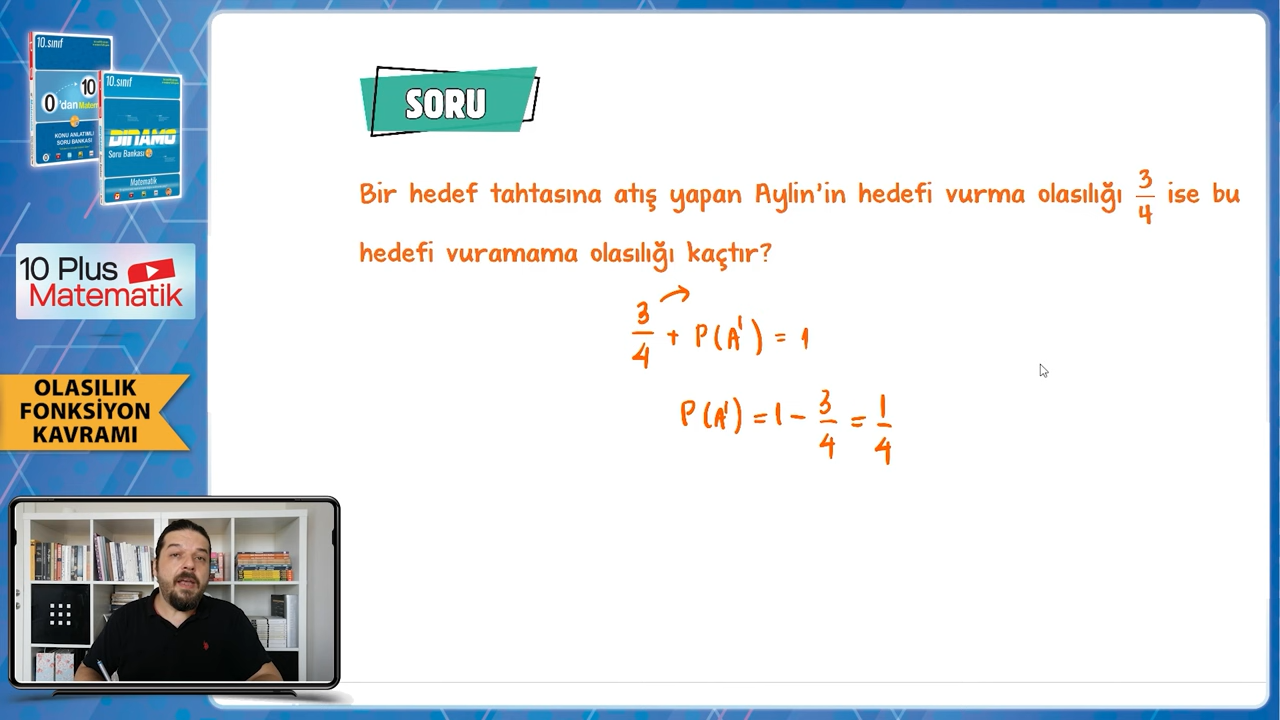 10.sınıf
0'dan 10
KONU ANLATIMLI
SORU BANKASI
10.sınıf
DİNAMO
Soru Bankası
Matematik
10 Plus
Matematik
OLASILIK
FONKSİYON
KAVRAMI
SORU
Bir hedef tahtasına atış yapan Aylin'in hedefi vurma olasılığı 3/4 ise bu
hedefi vuramama olasılığı kaçtır?
3/4 + P(A') = 1
P(A') = 1 - 3/4 = 1/4